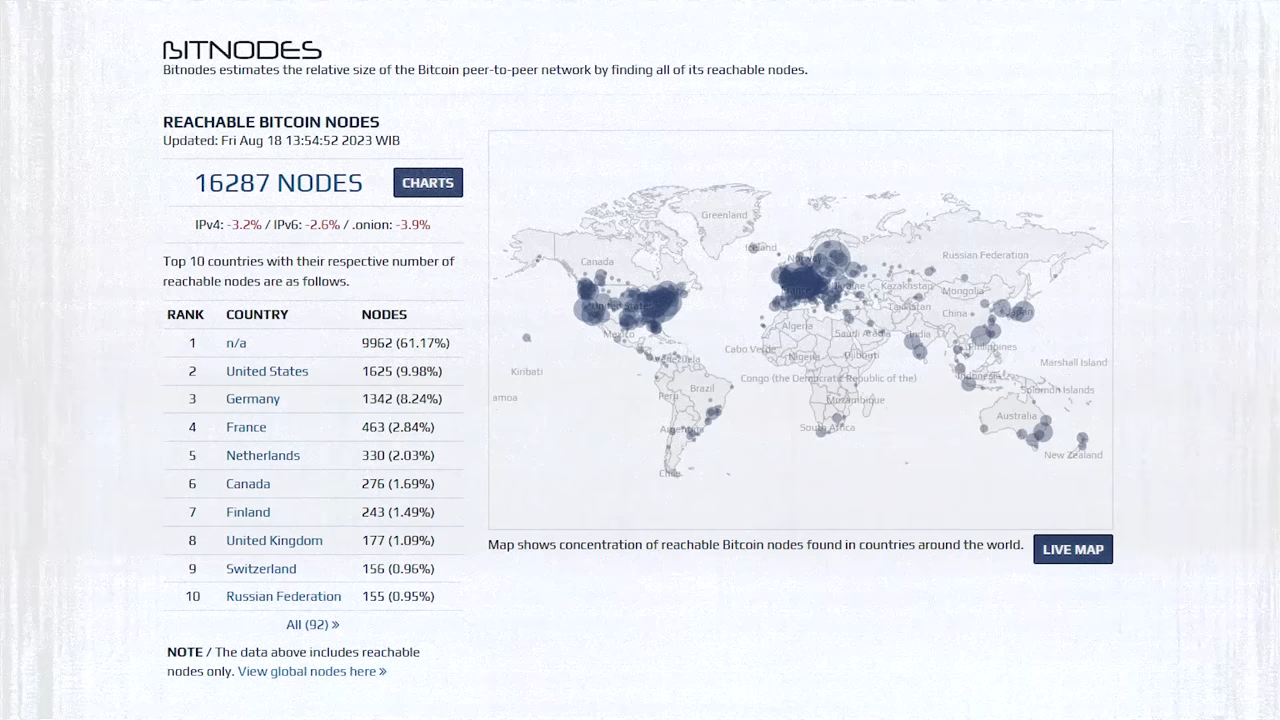 BITNODES
Bitnodes estimates the relative size of the Bitcoin peer-to-peer network by finding all of its reachable nodes.
REACHABLE BITCOIN NODES
Updated: Fri Aug 18 13:54:52 2023 WIB
16287 NODES
CHARTS
IPv4: -3.2% / IPv6: -2.6% / .onion: -3.9%
Top 10 countries with their respective number of
reachable nodes are as follows.
RANK COUNTRY NODES
1 n/a 9962 (61.17%)
2 United States 1625 (9.98%)
3 Germany 1342 (8.24%)
4 France 463 (2.84%)
5 Netherlands 330 (2.03%)
6 Canada 276 (1.69%)
7 Finland 243 (1.49%)
8 United Kingdom 177 (1.09%)
9 Switzerland 156 (0.96%)
10 Russian Federation 155 (0.95%)
All (92) »
NOTE / The data above includes reachable
nodes only. View global nodes here »
Greenland
Iceland
Norway
Canada
Russian Federation
United States
Kazakhstan
Mongolia
China
Japan
Mexico
Algeria
Saudi Arabia
India
Cabo Verde
Nigeria
Djibouti
Philippines
Venezuela
Kiribati
Marshall Island
Congo (the Democratic Republic of the)
Indonesia
Brazil
Solomon Islands
amoa
Peru
Mozambique
Australia
Argentina
South Africa
New Zealand
Chile
Map shows concentration of reachable Bitcoin nodes found in countries around the world.
LIVE MAP